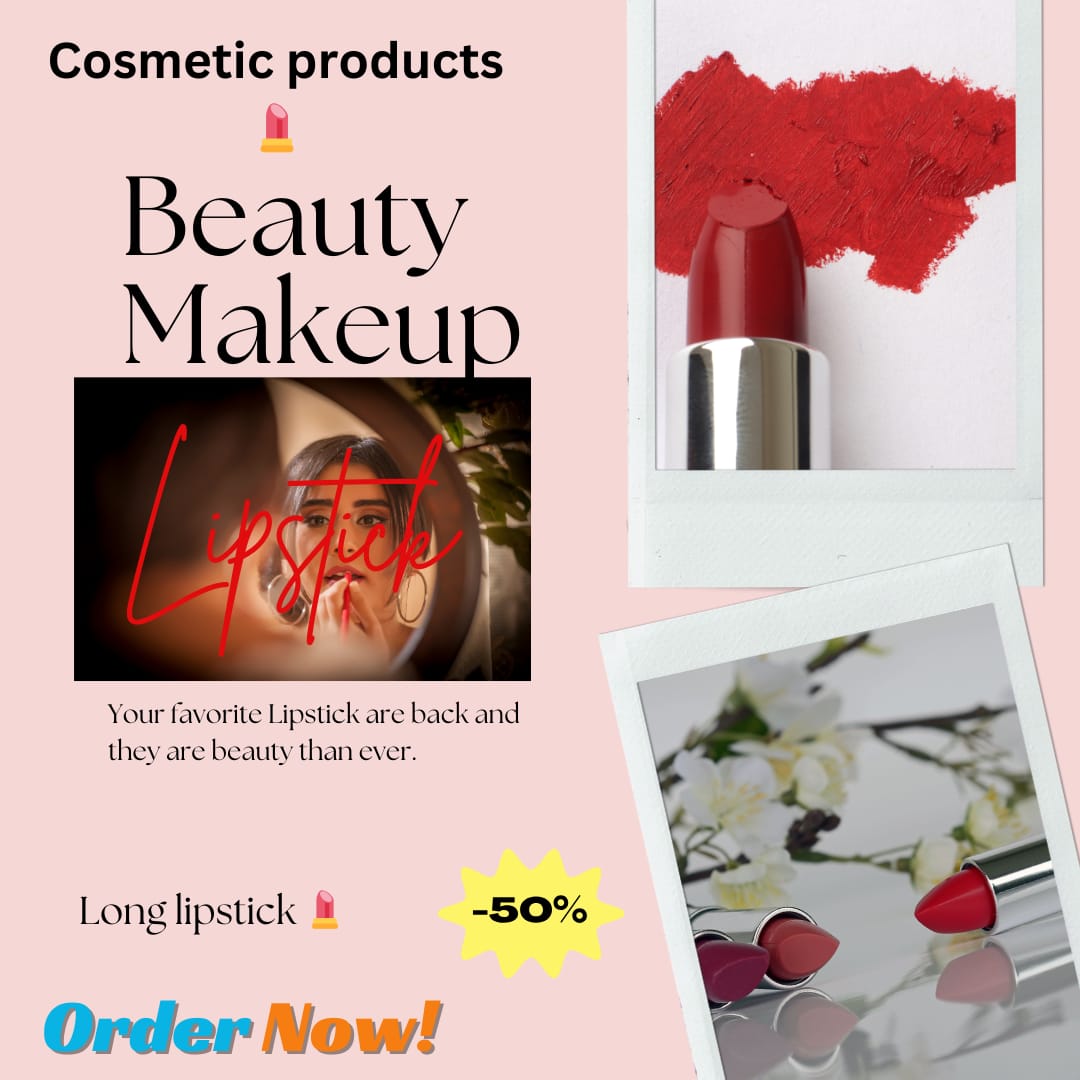 Cosmetic products
💄
Beauty
Makeup
Lipstick
Your favorite Lipstick are back and
they are beauty than ever.
Long lipstick 💄
-50%
Order Now!